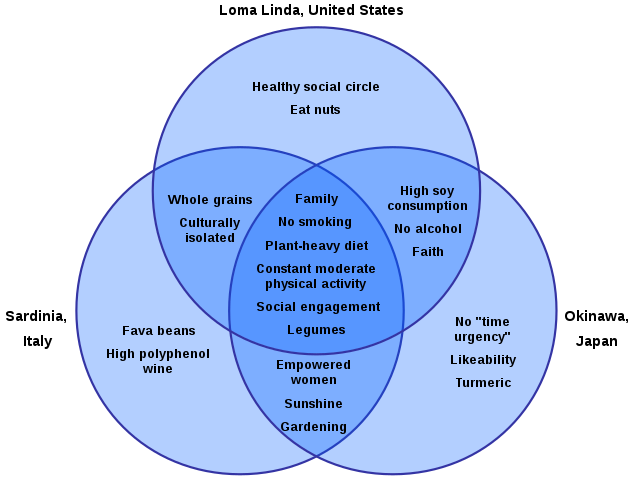 Loma Linda, United States
Healthy social circle
Eat nuts
Whole grains
Culturally
isolated
Family
No smoking
Plant-heavy diet
Constant moderate
physical activity
Social engagement
Legumes
High soy
consumption
No alcohol
Faith
Sardinia,
Italy
Fava beans
High polyphenol
wine
Empowered
women
Sunshine
Gardening
No "time
urgency"
Likeability
Turmeric
Okinawa,
Japan